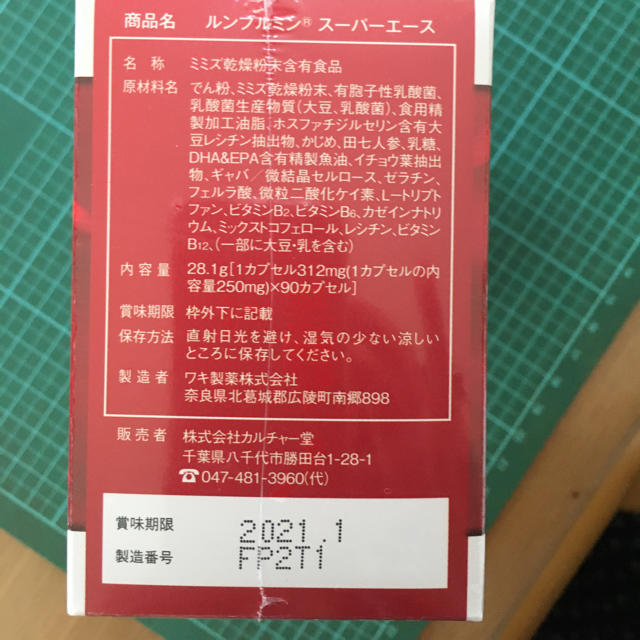 商品名 ルンブルミン® スーパーエース
名称 ミミズ乾燥粉末含有食品
原材料名 でん粉、ミミズ乾燥粉末、有胞子性乳酸菌、
乳酸菌生産物質(大豆、乳酸菌)、食用精
製加工油脂、ホスファチジルセリン含有大
豆レシチン抽出物、かじめ、田七人参、乳糖、
DHA&EPA含有精製魚油、イチョウ葉抽出
物、ギャバ/微結晶セルロース、ゼラチン、
フェルラ酸、微粒二酸化ケイ素、L-トリプト
ファン、ビタミンB2、ビタミンB6、カゼインナトリ
ウム、ミックストコフェロール、レシチン、ビタミン
B12、(一部に大豆・乳を含む)
内容量 28.1g[1カプセル312mg(1カプセルの内
容量250mg)×90カプセル]
賞味期限 枠外下に記載
保存方法 直射日光を避け、湿気の少ない涼しい
ところに保存してください。
製造者 ワキ製薬株式会社
奈良県北葛城郡広陵町南郷898
販売者 株式会社カルチャー堂
千葉県八千代市勝田台1-28-1
☎047-481-3960(代)
賞味期限 2021.1
製造番号 FP2T1